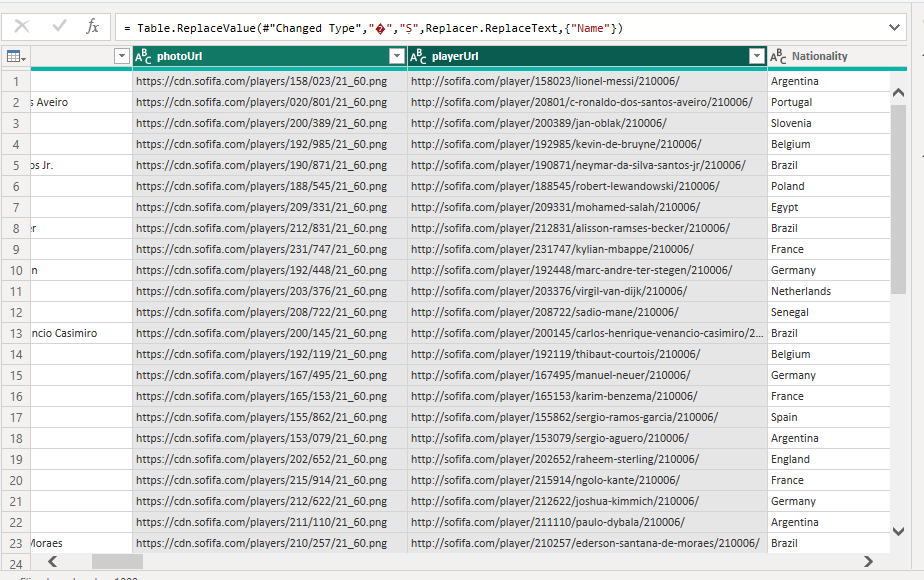 fx = Table.ReplaceValue(#"Changed Type","�","Ș",Replacer.ReplaceText,{"Name"})
ABC photoUrl ABC playerUrl ABC Nationality
1 https://cdn.sofifa.com/players/158/023/21_60.png http://sofifa.com/player/158023/lionel-messi/210006/ Argentina
2 s Aveiro https://cdn.sofifa.com/players/020/801/21_60.png http://sofifa.com/player/20801/c-ronaldo-dos-santos-aveiro/210006/ Portugal
3 https://cdn.sofifa.com/players/200/389/21_60.png http://sofifa.com/player/200389/jan-oblak/210006/ Slovenia
4 https://cdn.sofifa.com/players/192/985/21_60.png http://sofifa.com/player/192985/kevin-de-bruyne/210006/ Belgium
5 os Jr. https://cdn.sofifa.com/players/190/871/21_60.png http://sofifa.com/player/190871/neymar-da-silva-santos-jr/210006/ Brazil
6 https://cdn.sofifa.com/players/188/545/21_60.png http://sofifa.com/player/188545/robert-lewandowski/210006/ Poland
7 https://cdn.sofifa.com/players/209/331/21_60.png http://sofifa.com/player/209331/mohamed-salah/210006/ Egypt
8 er https://cdn.sofifa.com/players/212/831/21_60.png http://sofifa.com/player/212831/alisson-ramses-becker/210006/ Brazil
9 https://cdn.sofifa.com/players/231/747/21_60.png http://sofifa.com/player/231747/kylian-mbappe/210006/ France
10 n https://cdn.sofifa.com/players/192/448/21_60.png http://sofifa.com/player/192448/marc-andre-ter-stegen/210006/ Germany
11 https://cdn.sofifa.com/players/203/376/21_60.png http://sofifa.com/player/203376/virgil-van-dijk/210006/ Netherlands
12 https://cdn.sofifa.com/players/208/722/21_60.png http://sofifa.com/player/208722/sadio-mane/210006/ Senegal
13 ncio Casimiro https://cdn.sofifa.com/players/200/145/21_60.png http://sofifa.com/player/200145/carlos-henrique-venancio-casimiro/2... Brazil
14 https://cdn.sofifa.com/players/192/119/21_60.png http://sofifa.com/player/192119/thibaut-courtois/210006/ Belgium
15 https://cdn.sofifa.com/players/167/495/21_60.png http://sofifa.com/player/167495/manuel-neuer/210006/ Germany
16 https://cdn.sofifa.com/players/165/153/21_60.png http://sofifa.com/player/165153/karim-benzema/210006/ France
17 https://cdn.sofifa.com/players/155/862/21_60.png http://sofifa.com/player/155862/sergio-ramos-garcia/210006/ Spain
18 https://cdn.sofifa.com/players/153/079/21_60.png http://sofifa.com/player/153079/sergio-aguero/210006/ Argentina
19 https://cdn.sofifa.com/players/202/652/21_60.png http://sofifa.com/player/202652/raheem-sterling/210006/ England
20 https://cdn.sofifa.com/players/215/914/21_60.png http://sofifa.com/player/215914/ngolo-kante/210006/ France
21 https://cdn.sofifa.com/players/212/622/21_60.png http://sofifa.com/player/212622/joshua-kimmich/210006/ Germany
22 https://cdn.sofifa.com/players/211/110/21_60.png http://sofifa.com/player/211110/paulo-dybala/210006/ Argentina
23 Moraes https://cdn.sofifa.com/players/210/257/21_60.png http://sofifa.com/player/210257/ederson-santana-de-moraes/210006/ Brazil
24